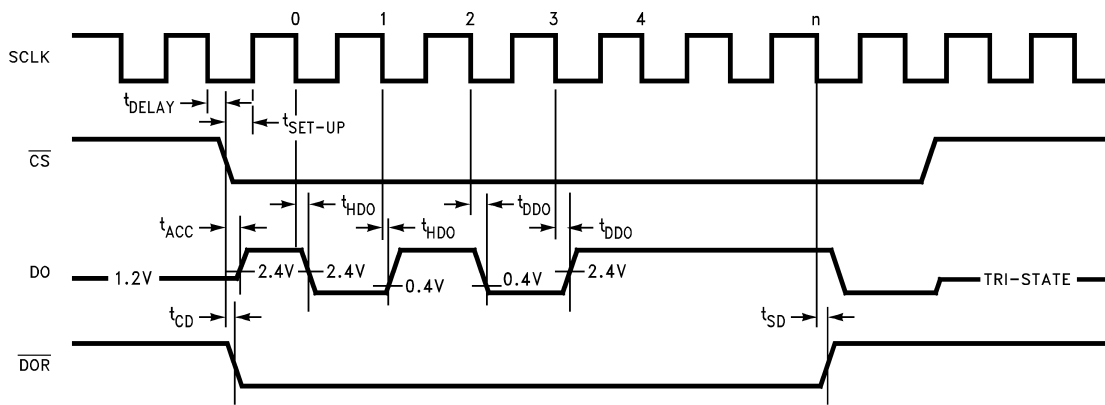 0 1 2 3 4 n
SCLK
tDELAY
tSET-UP
CS
tHDO tDDO
tACC tHDO tDDO
DO 1.2V 2.4V 2.4V 0.4V 0.4V 2.4V TRI-STATE
tCD tSD
DOR